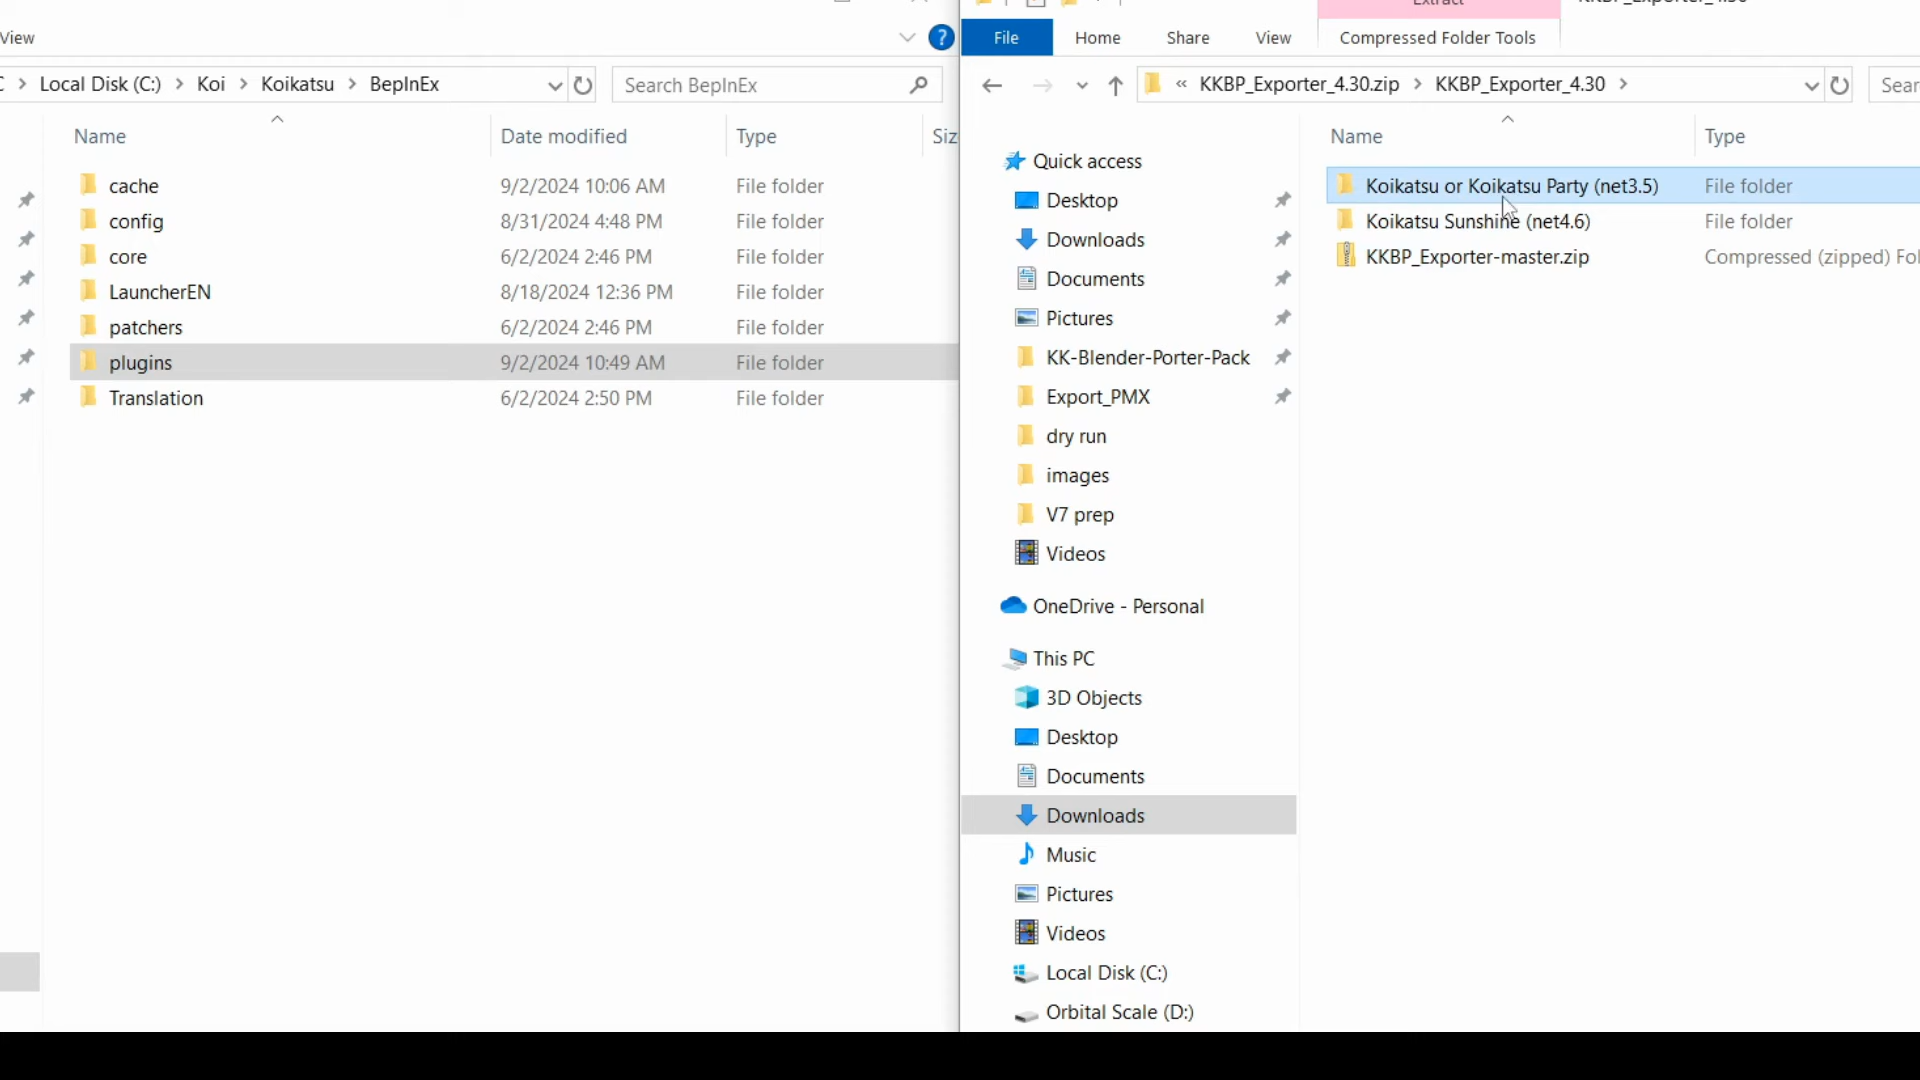 View
?
Local Disk (C:) > Koi > Koikatsu > BepInEx
Search BepInEx
Name Date modified Type Siz
cache 9/2/2024 10:06 AM File folder
config 8/31/2024 4:48 PM File folder
core 6/2/2024 2:46 PM File folder
LauncherEN 8/18/2024 12:36 PM File folder
patchers 6/2/2024 2:46 PM File folder
plugins 9/2/2024 10:49 AM File folder
Translation 6/2/2024 2:50 PM File folder
File Home Share View Compressed Folder Tools
« KKBP_Exporter_4.30.zip > KKBP_Exporter_4.30 >
Sear
Quick access
Desktop
Downloads
Documents
Pictures
KK-Blender-Porter-Pack
Export_PMX
dry run
images
V7 prep
Videos
OneDrive - Personal
This PC
3D Objects
Desktop
Documents
Downloads
Music
Pictures
Videos
Local Disk (C:)
Orbital Scale (D:)
Name Type
Koikatsu or Koikatsu Party (net3.5) File folder
Koikatsu Sunshine (net4.6) File folder
KKBP_Exporter-master.zip Compressed (zipped) Fol